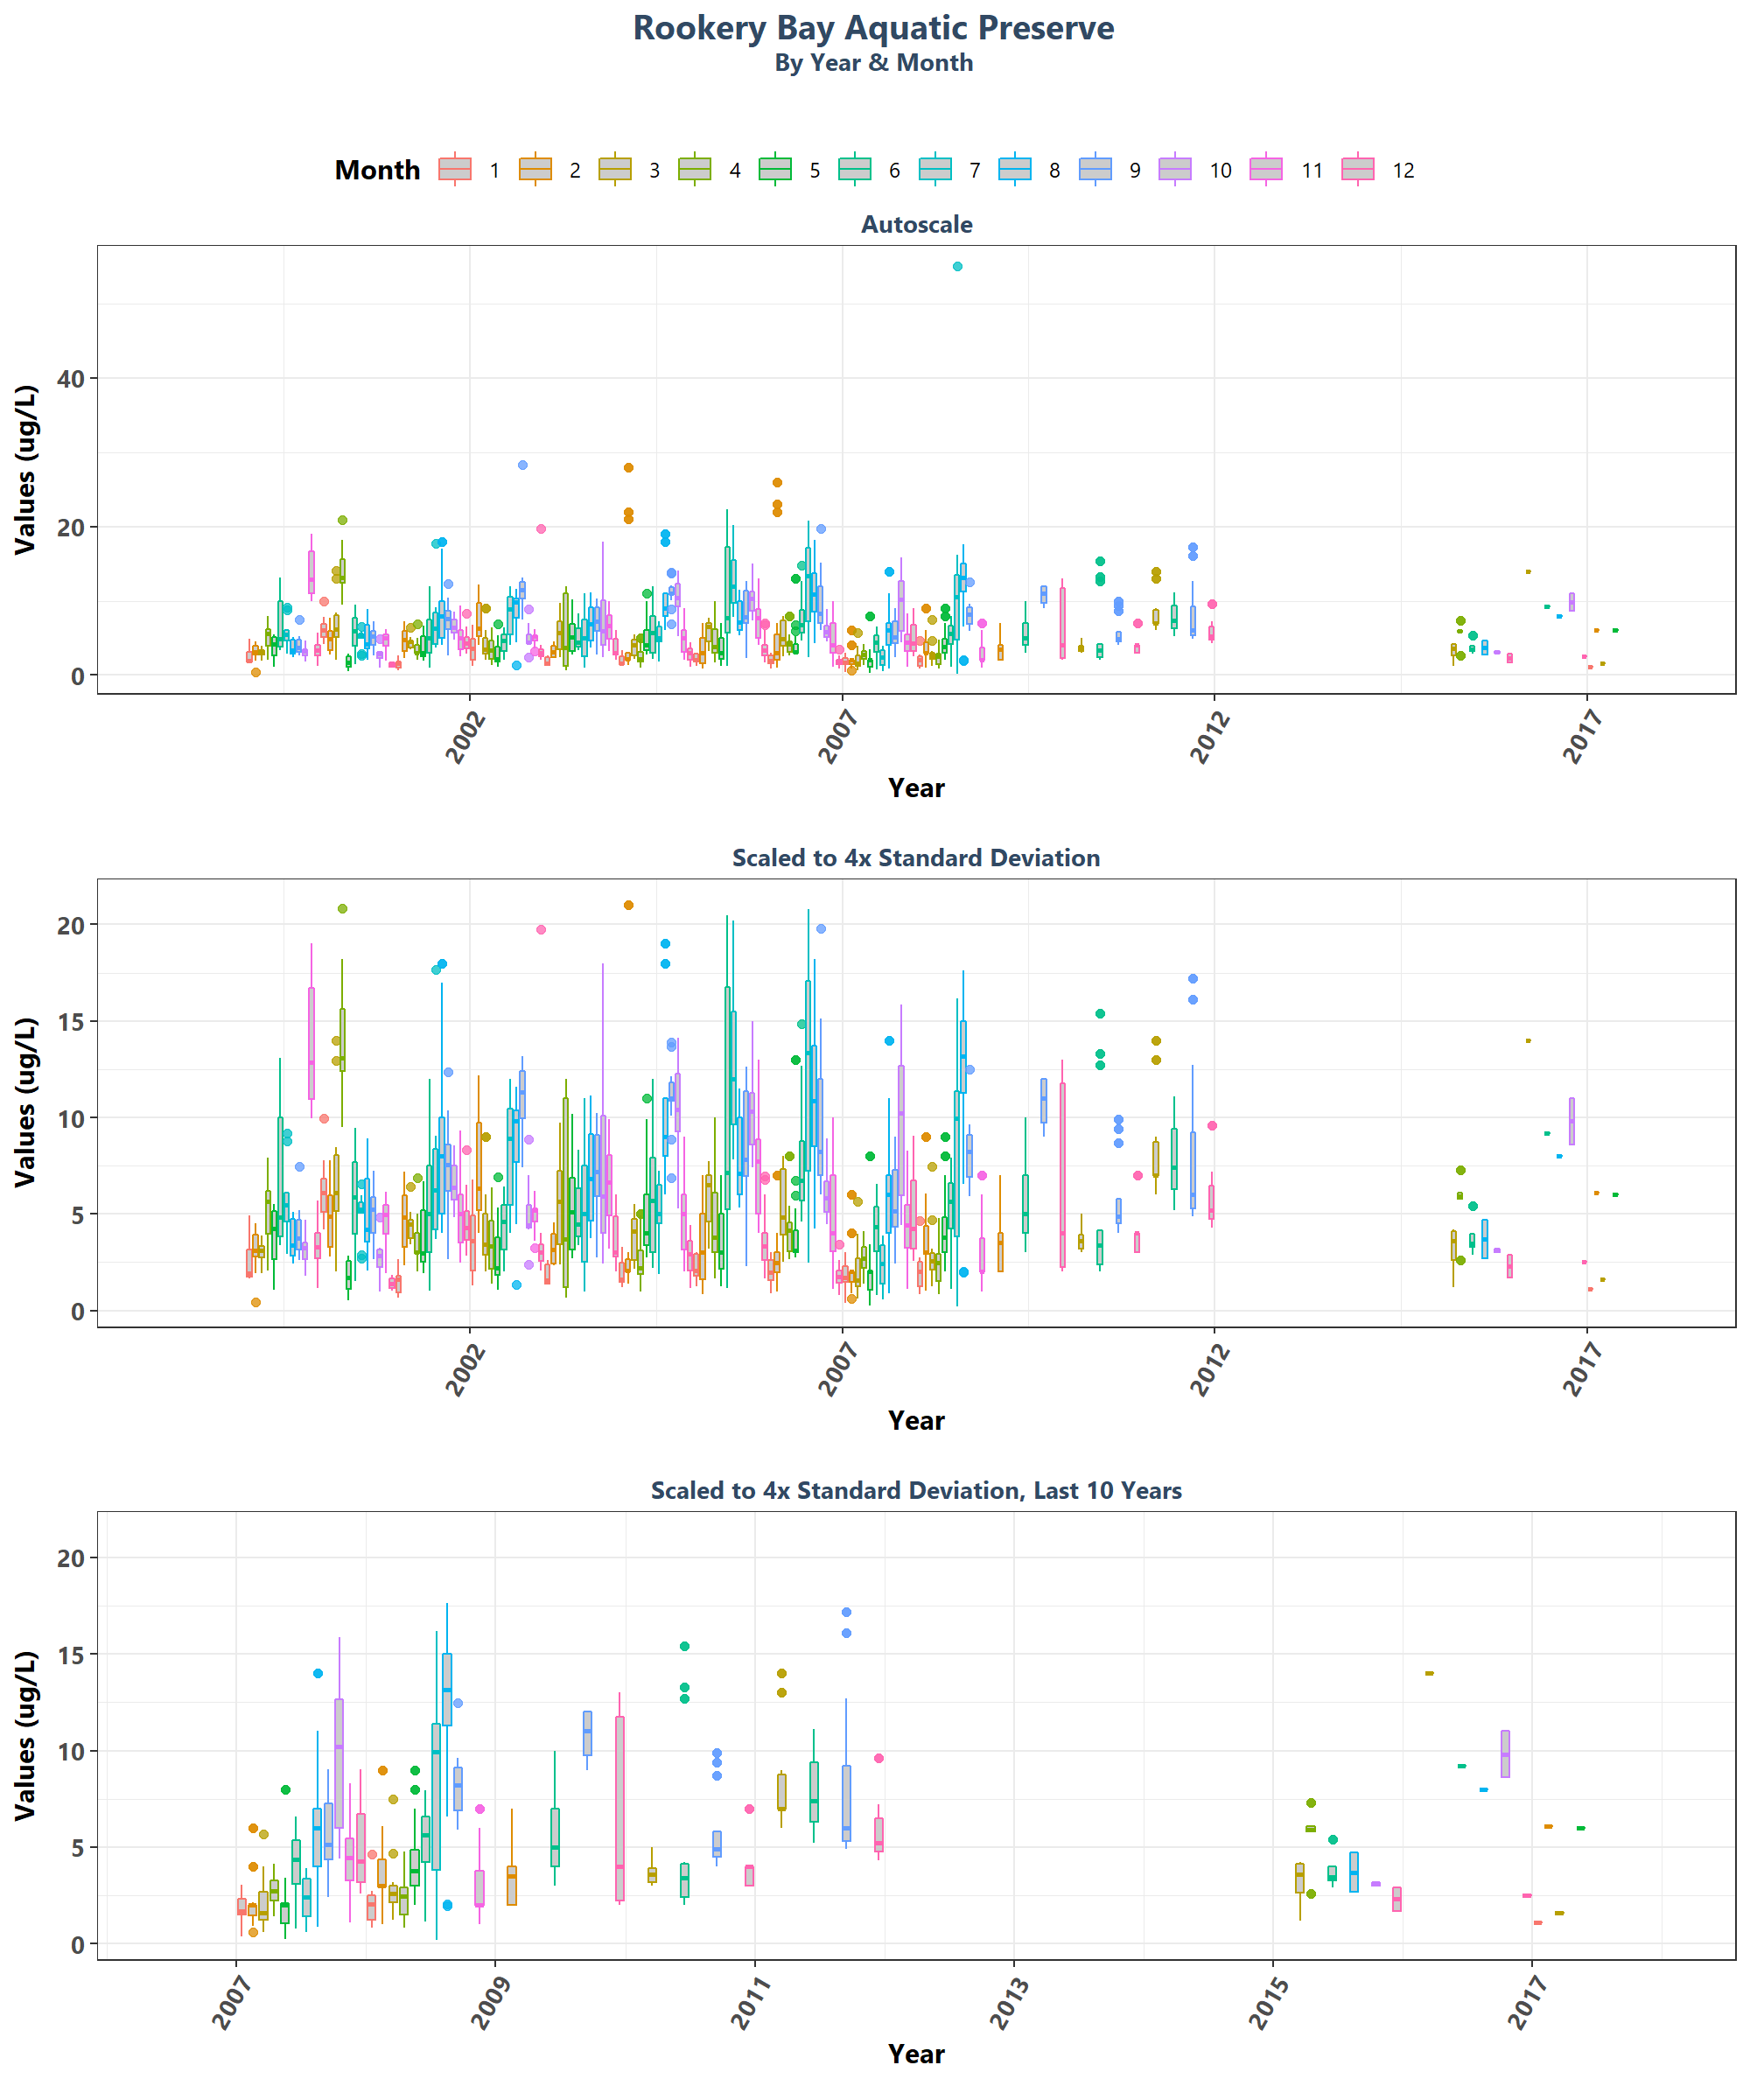 Rookery Bay Aquatic Preserve
By Year & Month
Month 1 2 3 4 5 6 7 8 9 10 11 12
Autoscale
Values (ug/L)
40
20
0
2002 2007 2012 2017
Year
Scaled to 4x Standard Deviation
Values (ug/L)
20
15
10
5
0
2002 2007 2012 2017
Year
Scaled to 4x Standard Deviation, Last 10 Years
Values (ug/L)
20
15
10
5
0
2007 2009 2011 2013 2015 2017
Year